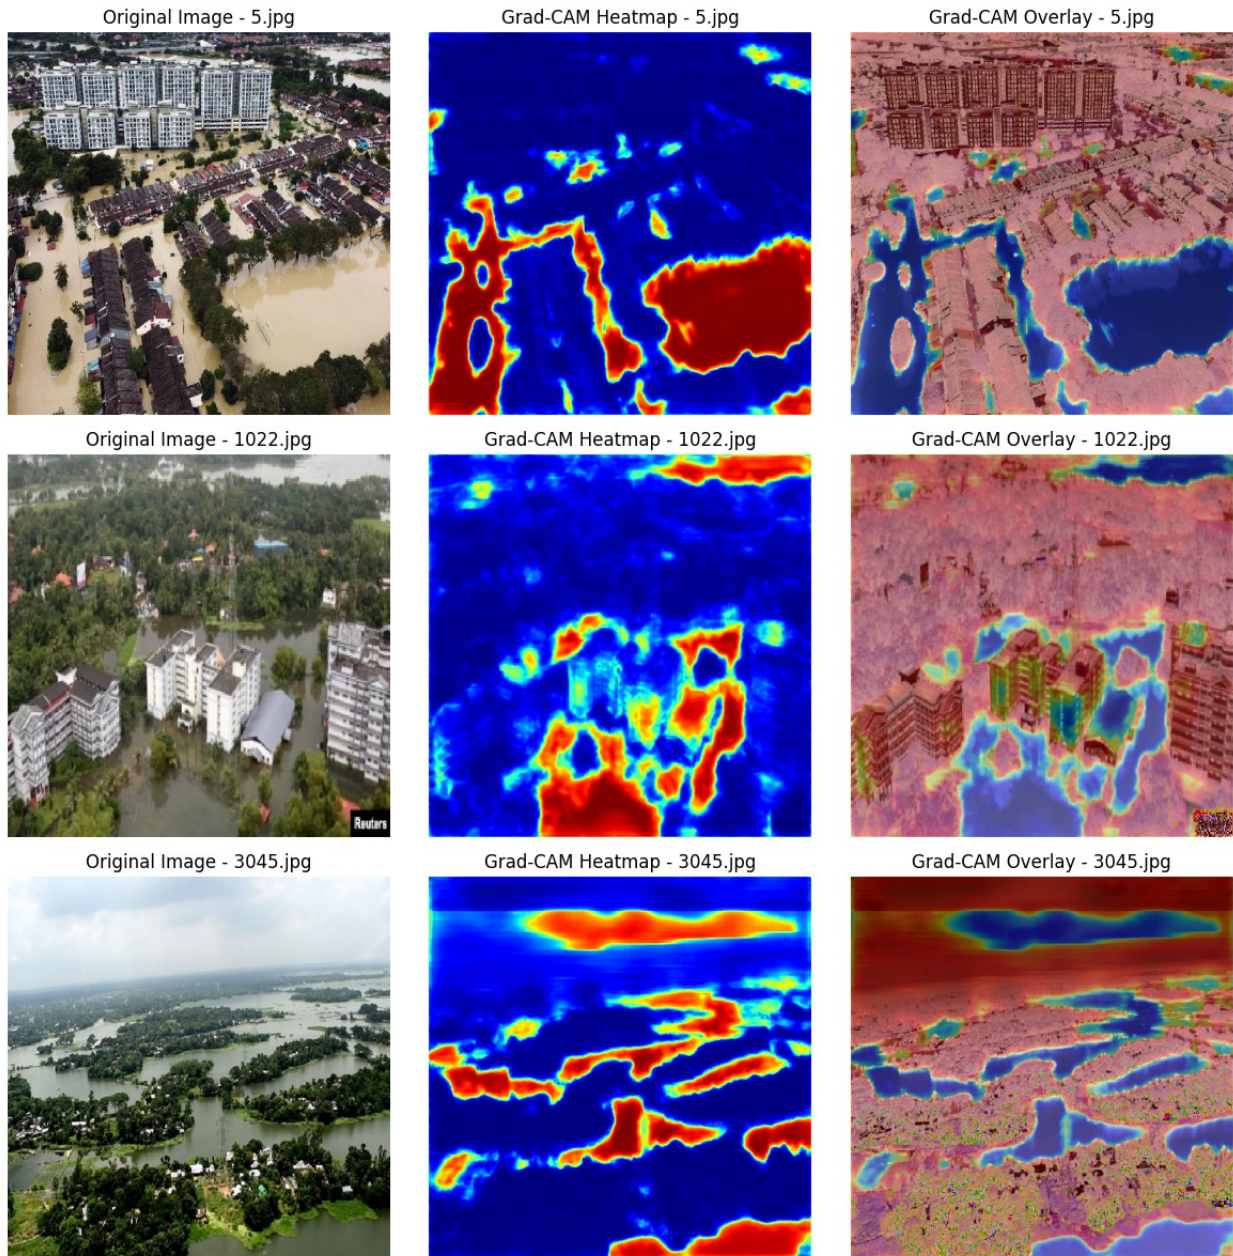 Original Image - 5.jpg
Grad-CAM Heatmap - 5.jpg
Grad-CAM Overlay - 5.jpg
Original Image - 1022.jpg
Grad-CAM Heatmap - 1022.jpg
Grad-CAM Overlay - 1022.jpg
Reuters
Original Image - 3045.jpg
Grad-CAM Heatmap - 3045.jpg
Grad-CAM Overlay - 3045.jpg